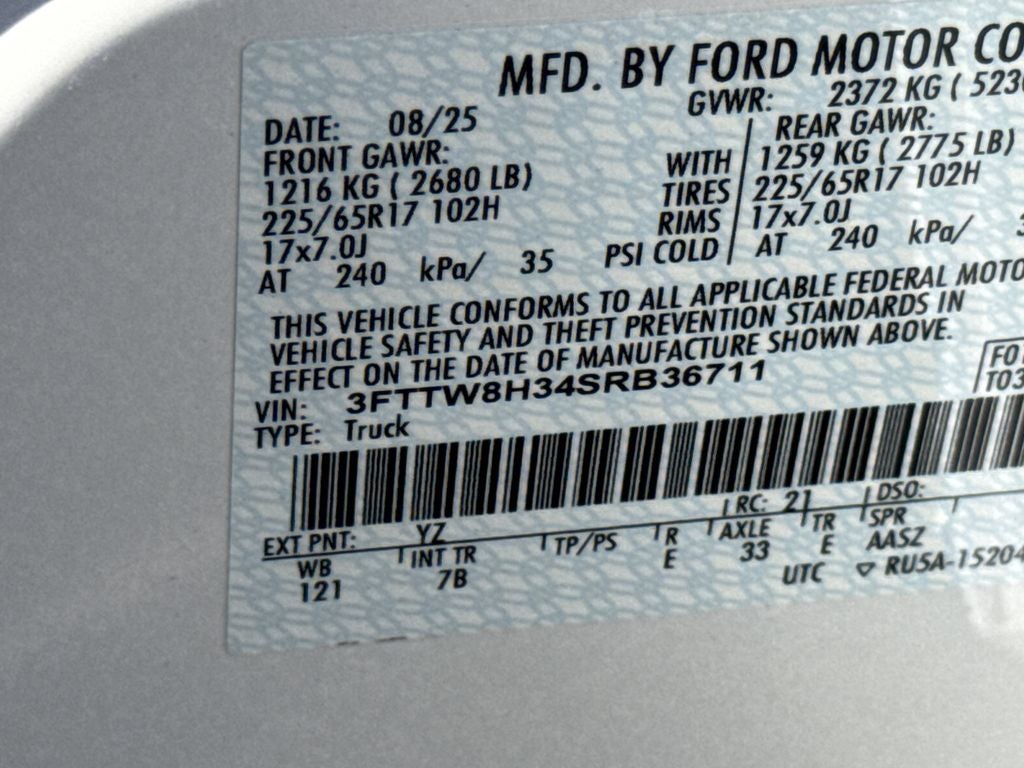 MFD. BY FORD MOTOR CO
DATE: 08/25 GVWR: 2372 KG ( 523
FRONT GAWR: REAR GAWR:
1216 KG ( 2680 LB) WITH 1259 KG ( 2775 LB)
225/65R17 102H TIRES 225/65R17 102H
17x7.0J RIMS 17x7.0J
AT 240 kPa/ 35 PSI COLD AT 240 kPa/
THIS VEHICLE CONFORMS TO ALL APPLICABLE FEDERAL MOTO
VEHICLE SAFETY AND THEFT PREVENTION STANDARDS IN
EFFECT ON THE DATE OF MANUFACTURE SHOWN ABOVE.
VIN: 3FTTW8H34SRB36711
FO
TYPE: Truck
T03
EXT PNT: YZ RC: 21 DSO:
WB INT TR TP/PS R AXLE TR SPR
121 7B E 33 E AASZ
UTC ▽ RU5A-15204